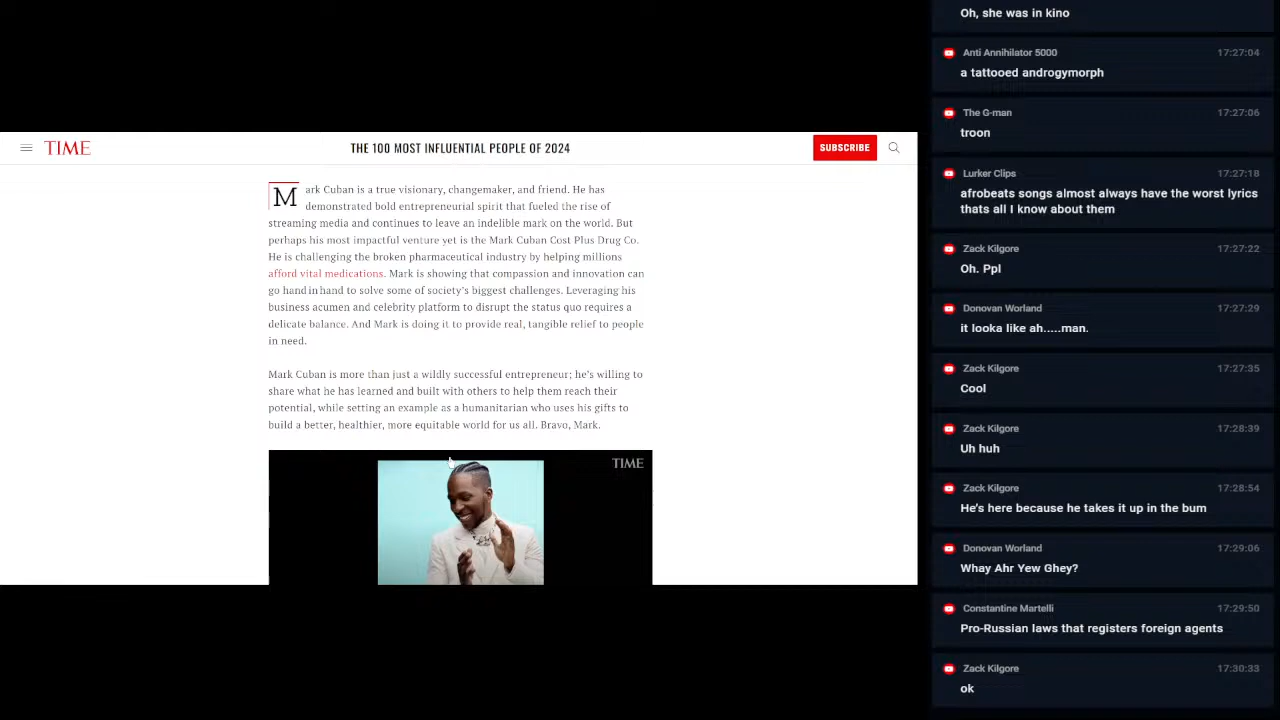 TIME
THE 100 MOST INFLUENTIAL PEOPLE OF 2024
SUBSCRIBE
Mark Cuban is a true visionary, changemaker, and friend. He has
demonstrated bold entrepreneurial spirit that fueled the rise of
streaming media and continues to leave an indelible mark on the world. But
perhaps his most impactful venture yet is the Mark Cuban Cost Plus Drug Co.
He is challenging the broken pharmaceutical industry by helping millions
afford vital medications. Mark is showing that compassion and innovation can
go hand in hand to solve some of society's biggest challenges. Leveraging his
business acumen and celebrity platform to disrupt the status quo requires a
delicate balance. And Mark is doing it to provide real, tangible relief to people
in need.
Mark Cuban is more than just a wildly successful entrepreneur; he's willing to
share what he has learned and built with others to help them reach their
potential, while setting an example as a humanitarian who uses his gifts to
build a better, healthier, more equitable world for us all. Bravo, Mark.
TIME
Oh, she was in kino
Anti Annihilator 5000 17:27:04
a tattooed androgymorph
The G-man 17:27:06
troon
Lurker Clips 17:27:18
afrobeats songs almost always have the worst lyrics
thats all I know about them
Zack Kilgore 17:27:22
Oh. Ppl
Donovan Worland 17:27:29
it looka like ah.....man.
Zack Kilgore 17:27:35
Cool
Zack Kilgore 17:28:39
Uh huh
Zack Kilgore 17:28:54
He's here because he takes it up in the bum
Donovan Worland 17:29:06
Whay Ahr Yew Ghey?
Constantine Martelli 17:29:50
Pro-Russian laws that registers foreign agents
Zack Kilgore 17:30:33
ok